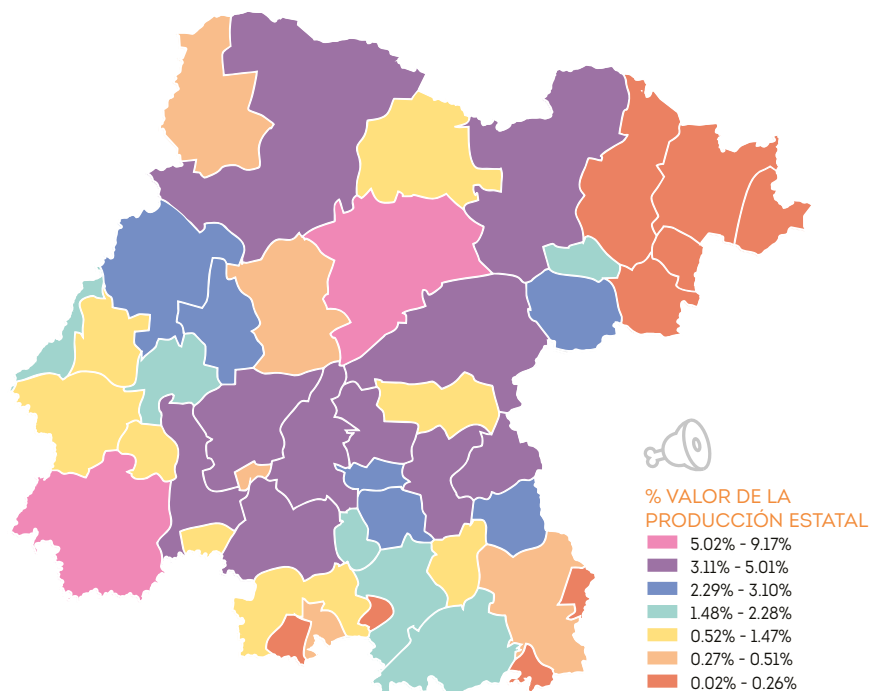 % VALOR DE LA
PRODUCCIÓN ESTATAL
5.02% - 9.17%
3.11% - 5.01%
2.29% - 3.10%
1.48% - 2.28%
0.52% - 1.47%
0.27% - 0.51%
0.02% - 0.26%